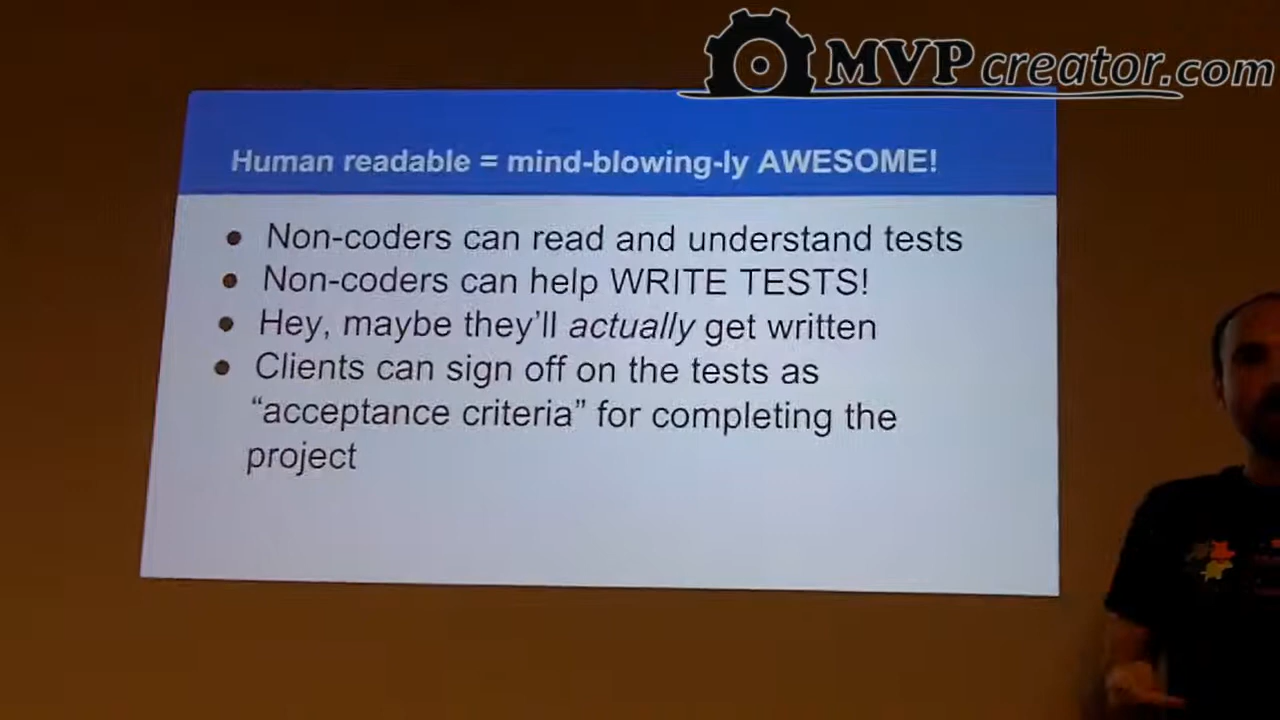 MVPcreator.com
Human readable = mind-blowing-ly AWESOME!
Non-coders can read and understand tests
Non-coders can help WRITE TESTS!
Hey, maybe they’ll actually get written
Clients can sign off on the tests as
“acceptance criteria” for completing the
project